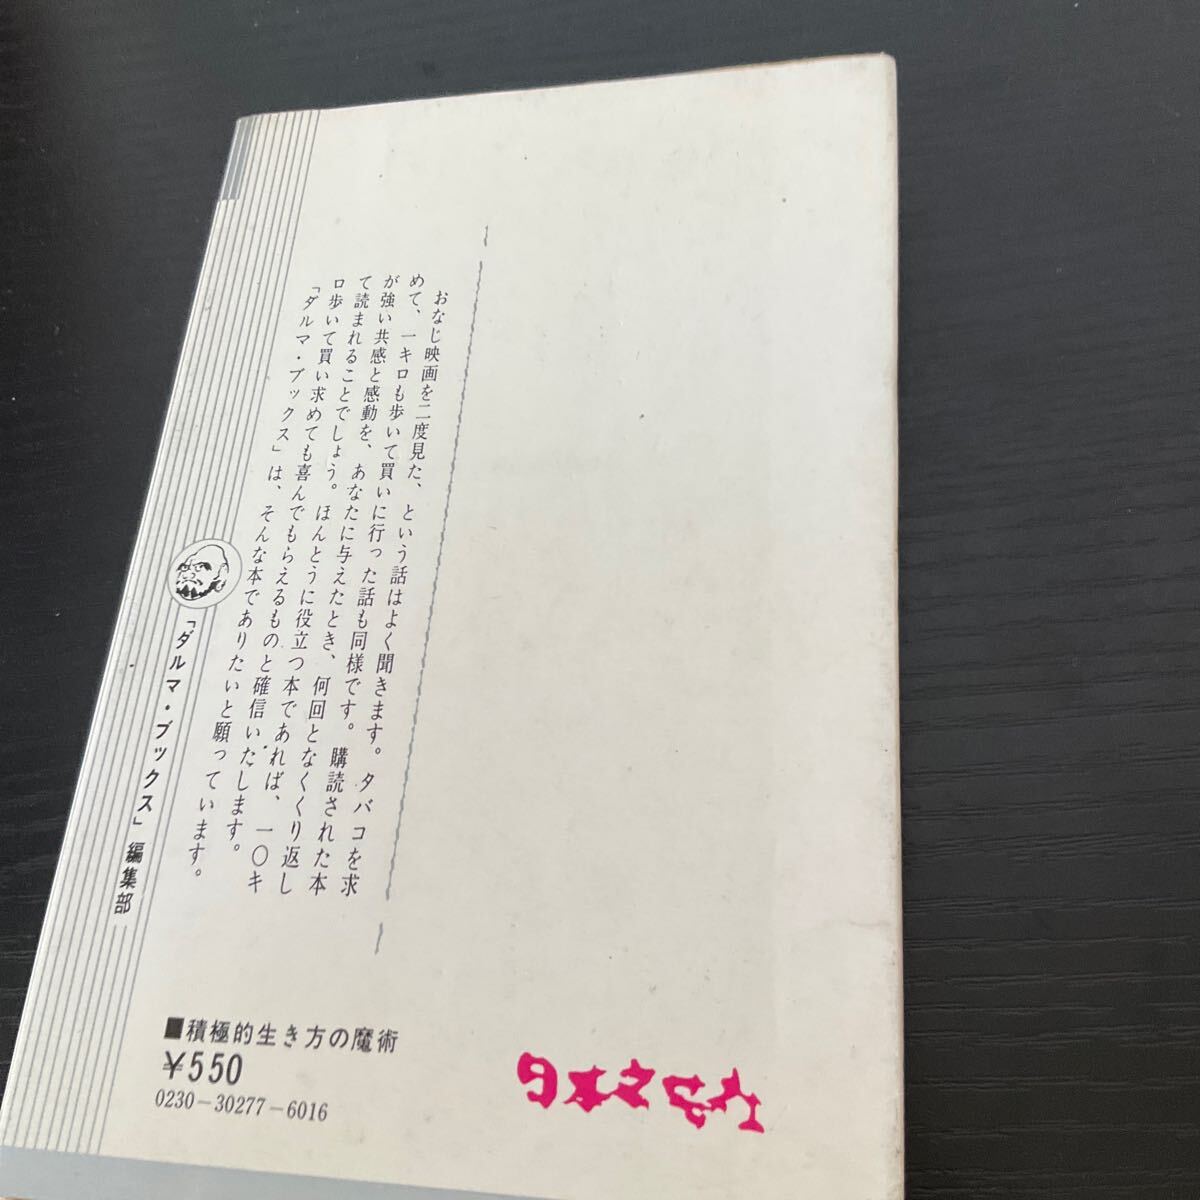 おなじ映画を二度見た、という話はよく聞きます。タバコを求
めて、一キロも歩いて買いに行った話も同様です。購読された本
が強い共感と感動を、あなたに与えたとき、何回となくくり返し
て読まれることでしょう。ほんとうに役立つ本であれば、一〇キ
ロ歩いて買い求めても喜んでもらえるものと確信いたします。
「ダルマ・ブックス」は、そんな本でありたいと願っています。
「ダルマ・ブックス」編集部
■積極的生き方の魔術
￥550
0230－30277－6016
日本文芸社